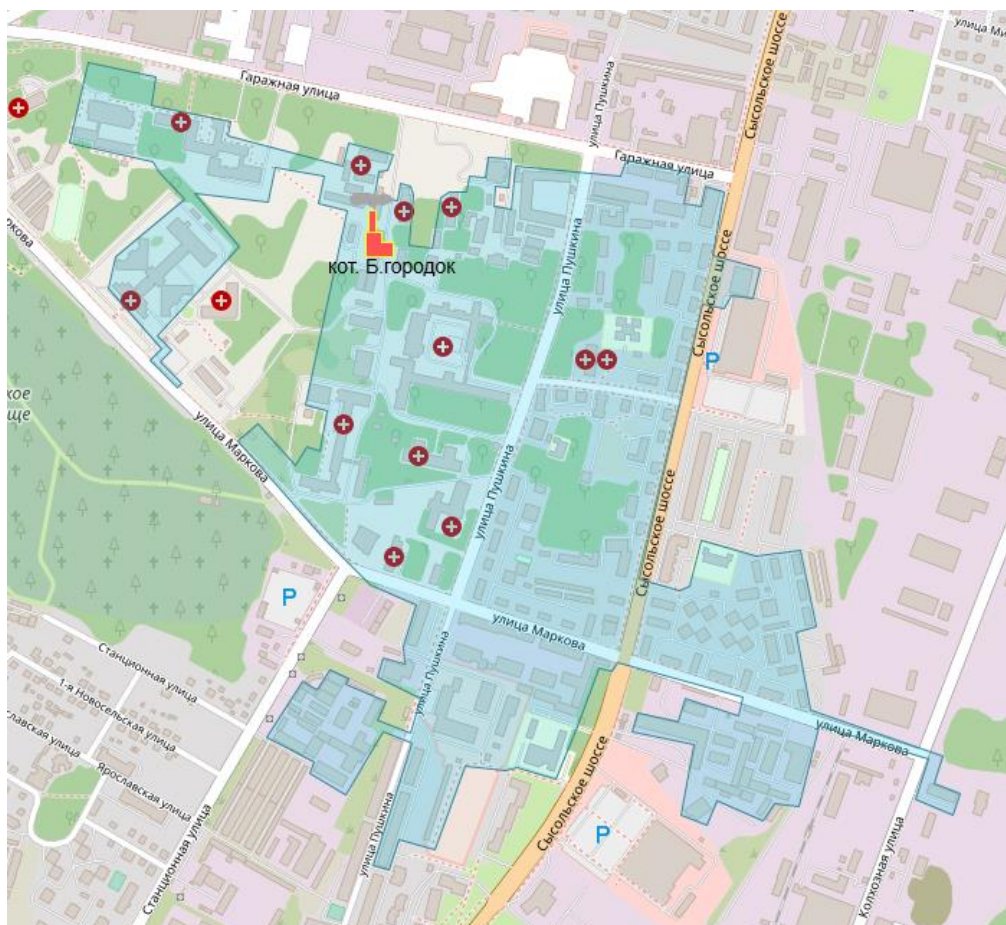 улица Ми
Гаражная улица
улица Пушкина
Сысольское шоссе
Гаражная улица
Маркова
кот. Б.городок
улица Пушкина
Сысольское шоссе
P
кое
ще
улица Маркова
улица Пушкина
Сысольское шоссе
P
улица Маркова
Станционная улица
улица Пушкина
1-я Новосельская улица
славская улица
улица Маркова
Ярославская улица
Сысольское шоссе
улица Пушкина
P
Станционная улица
Колхозная улица